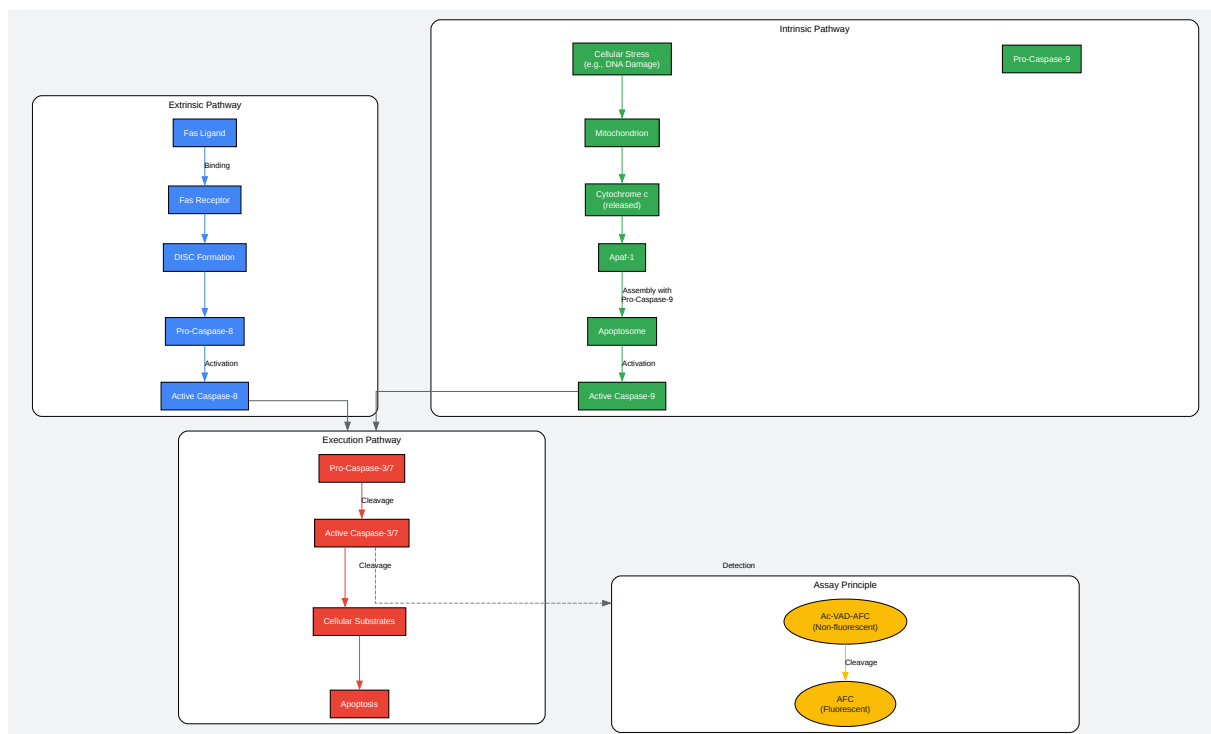 Intrinsic Pathway
Cellular Stress
(e.g., DNA Damage)
Pro-Caspase-9
Mitochondrion
Cytochrome c
(released)
Apaf-1
Assembly with
Pro-Caspase-9
Apoptosome
Activation
Active Caspase-9
Extrinsic Pathway
Fas Ligand
Binding
Fas Receptor
DISC Formation
Pro-Caspase-8
Activation
Active Caspase-8
Execution Pathway
Pro-Caspase-3/7
Cleavage
Active Caspase-3/7
Cleavage
Cellular Substrates
Apoptosis
Detection
Assay Principle
Ac-VAD-AFC
(Non-fluorescent)
Cleavage
AFC
(Fluorescent)